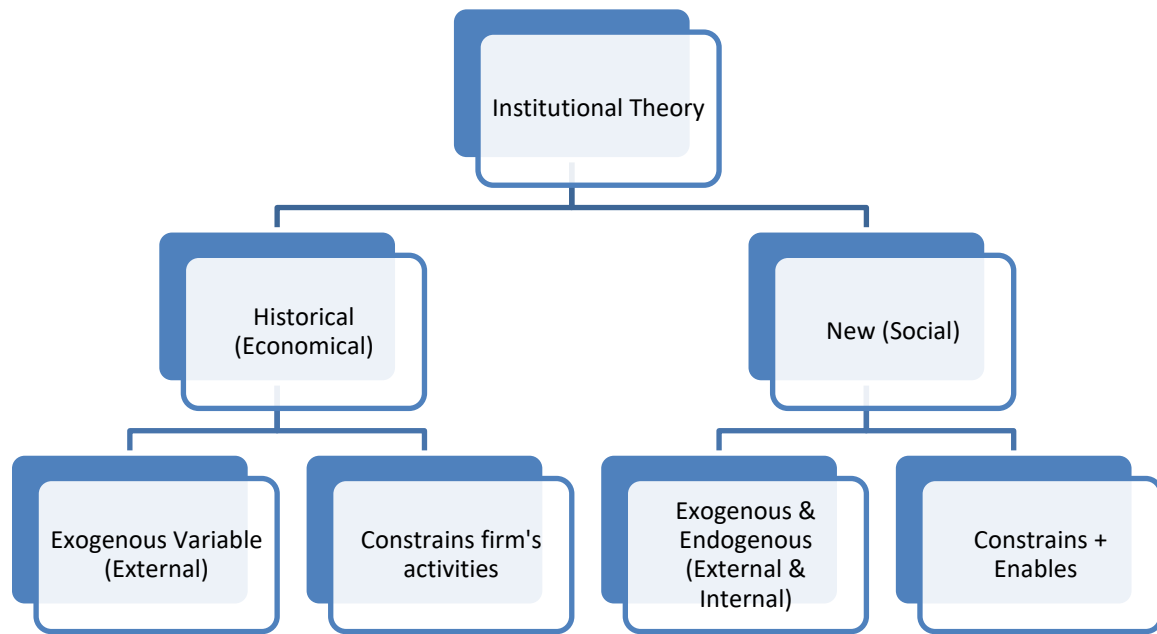 Institutional Theory
Historical
(Economical)
New (Social)
Exogenous Variable
(External)
Constrains firm's
activities
Exogenous &
Endogenous
(External &
Internal)
Constrains +
Enables